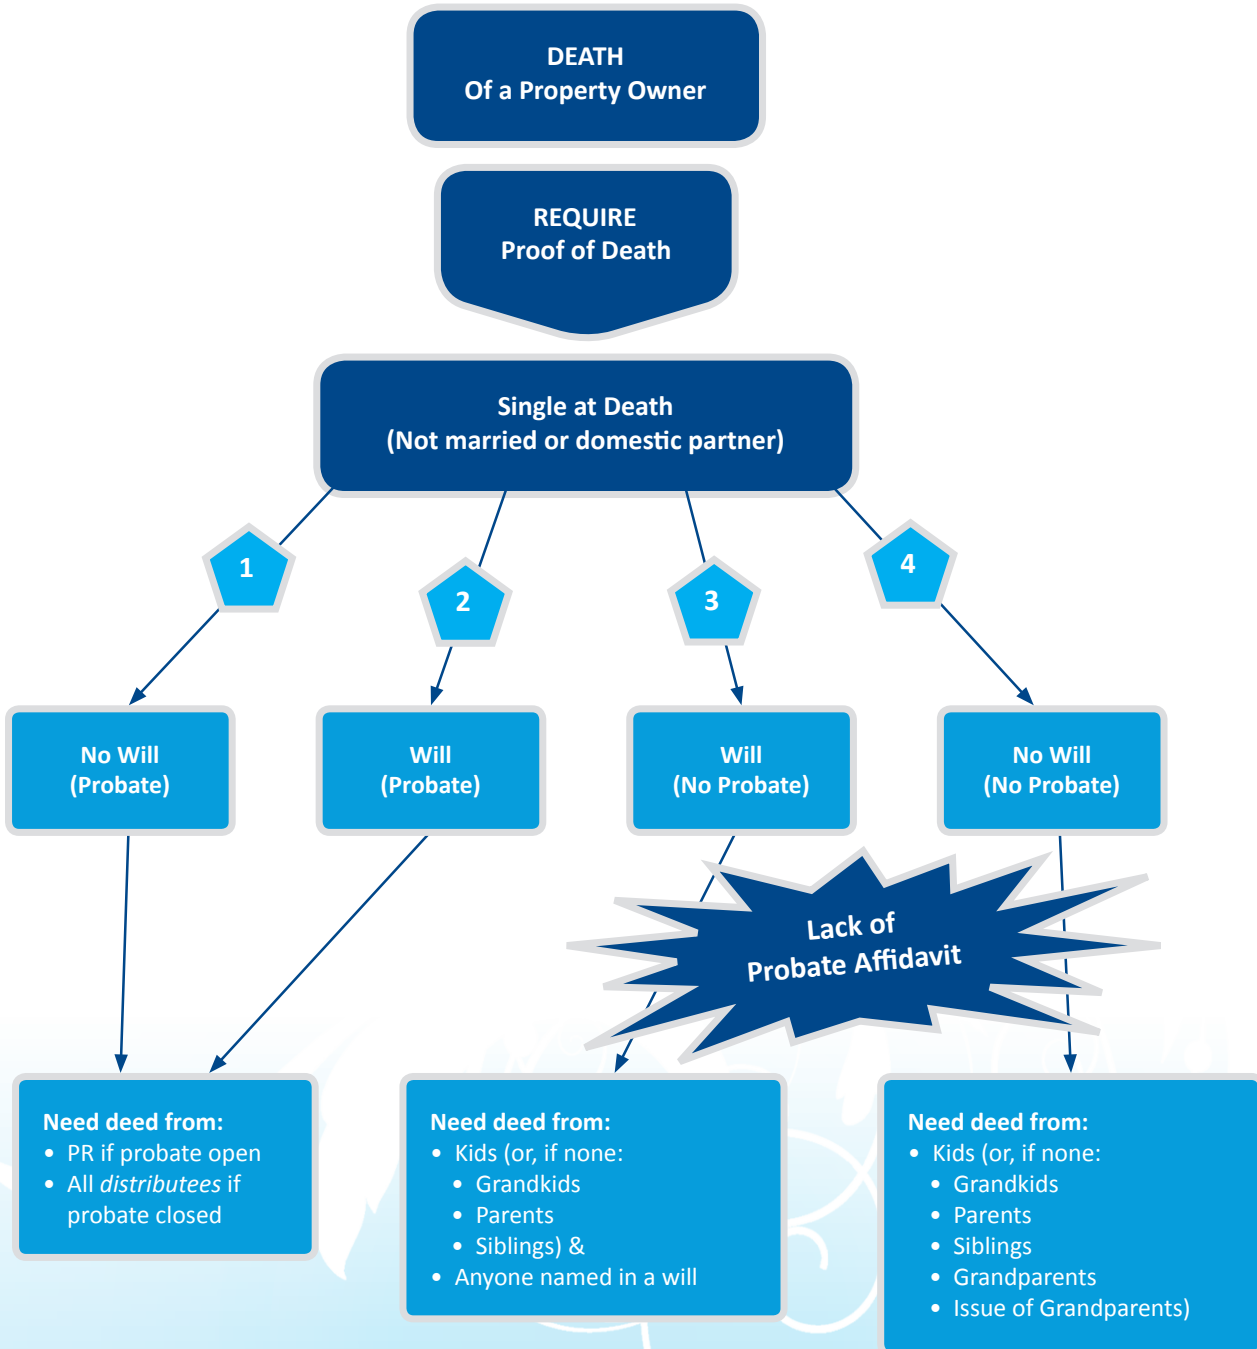 DEATH
Of a Property Owner
REQUIRE
Proof of Death
Single at Death
(Not married or domestic partner)
1
2
3
4
No Will
(Probate)
Will
(Probate)
Will
(No Probate)
No Will
(No Probate)
Lack of
Probate Affidavit
Need deed from:
• PR if probate open
• All distributees if
probate closed
Need deed from:
• Kids (or, if none:
• Grandkids
• Parents
• Siblings) &
• Anyone named in a will
Need deed from:
• Kids (or, if none:
• Grandkids
• Parents
• Siblings
• Grandparents
• Issue of Grandparents)